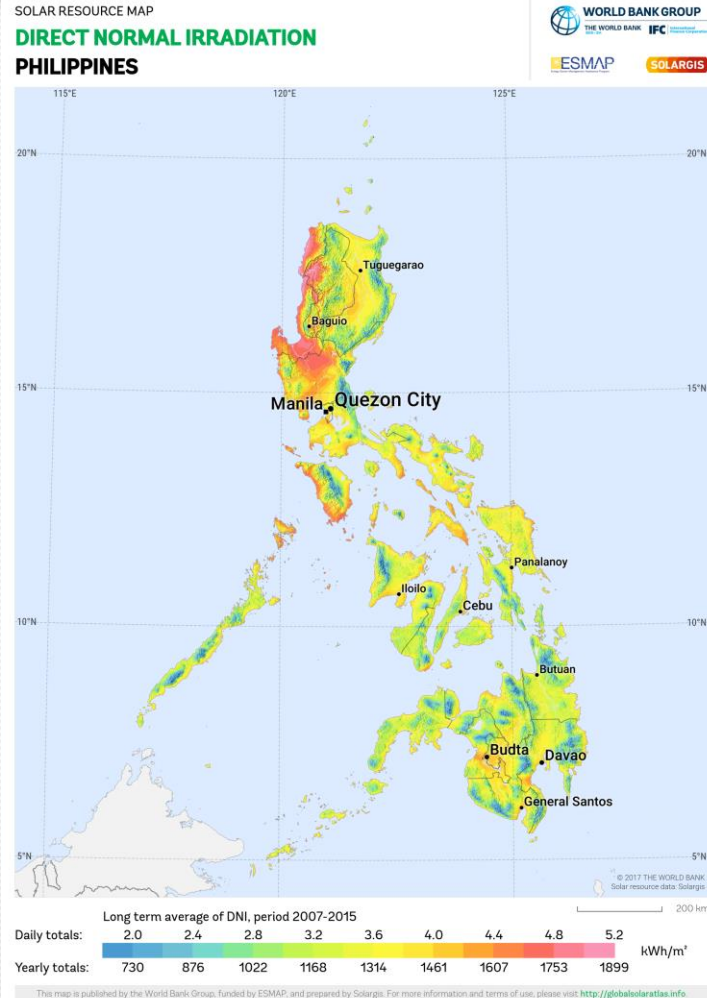 SOLAR RESOURCE MAP
DIRECT NORMAL IRRADIATION
PHILIPPINES
WORLD BANK GROUP
THE WORLD BANK
IFC
ESMAP
SOLARGIS
115°E 120°E 125°E
20°N 20°N
Tuguegarao
Baguio
15°N 15°N
Manila Quezon City
Panalanoy
Iloilo
Cebu
10°N 10°N
Butuan
Budta Davao
General Santos
5°N 5°N
© 2017 THE WORLD BANK
Solar resource data: Solargis
200 km
Long term average of DNI, period 2007-2015
Daily totals: 2.0 2.4 2.8 3.2 3.6 4.0 4.4 4.8 5.2
kWh/m²
Yearly totals: 730 876 1022 1168 1314 1461 1607 1753 1899
This map is published by the World Bank Group, funded by ESMAP, and prepared by Solargis. For more information and terms of use, please visit http://globalsolaratlas.info.